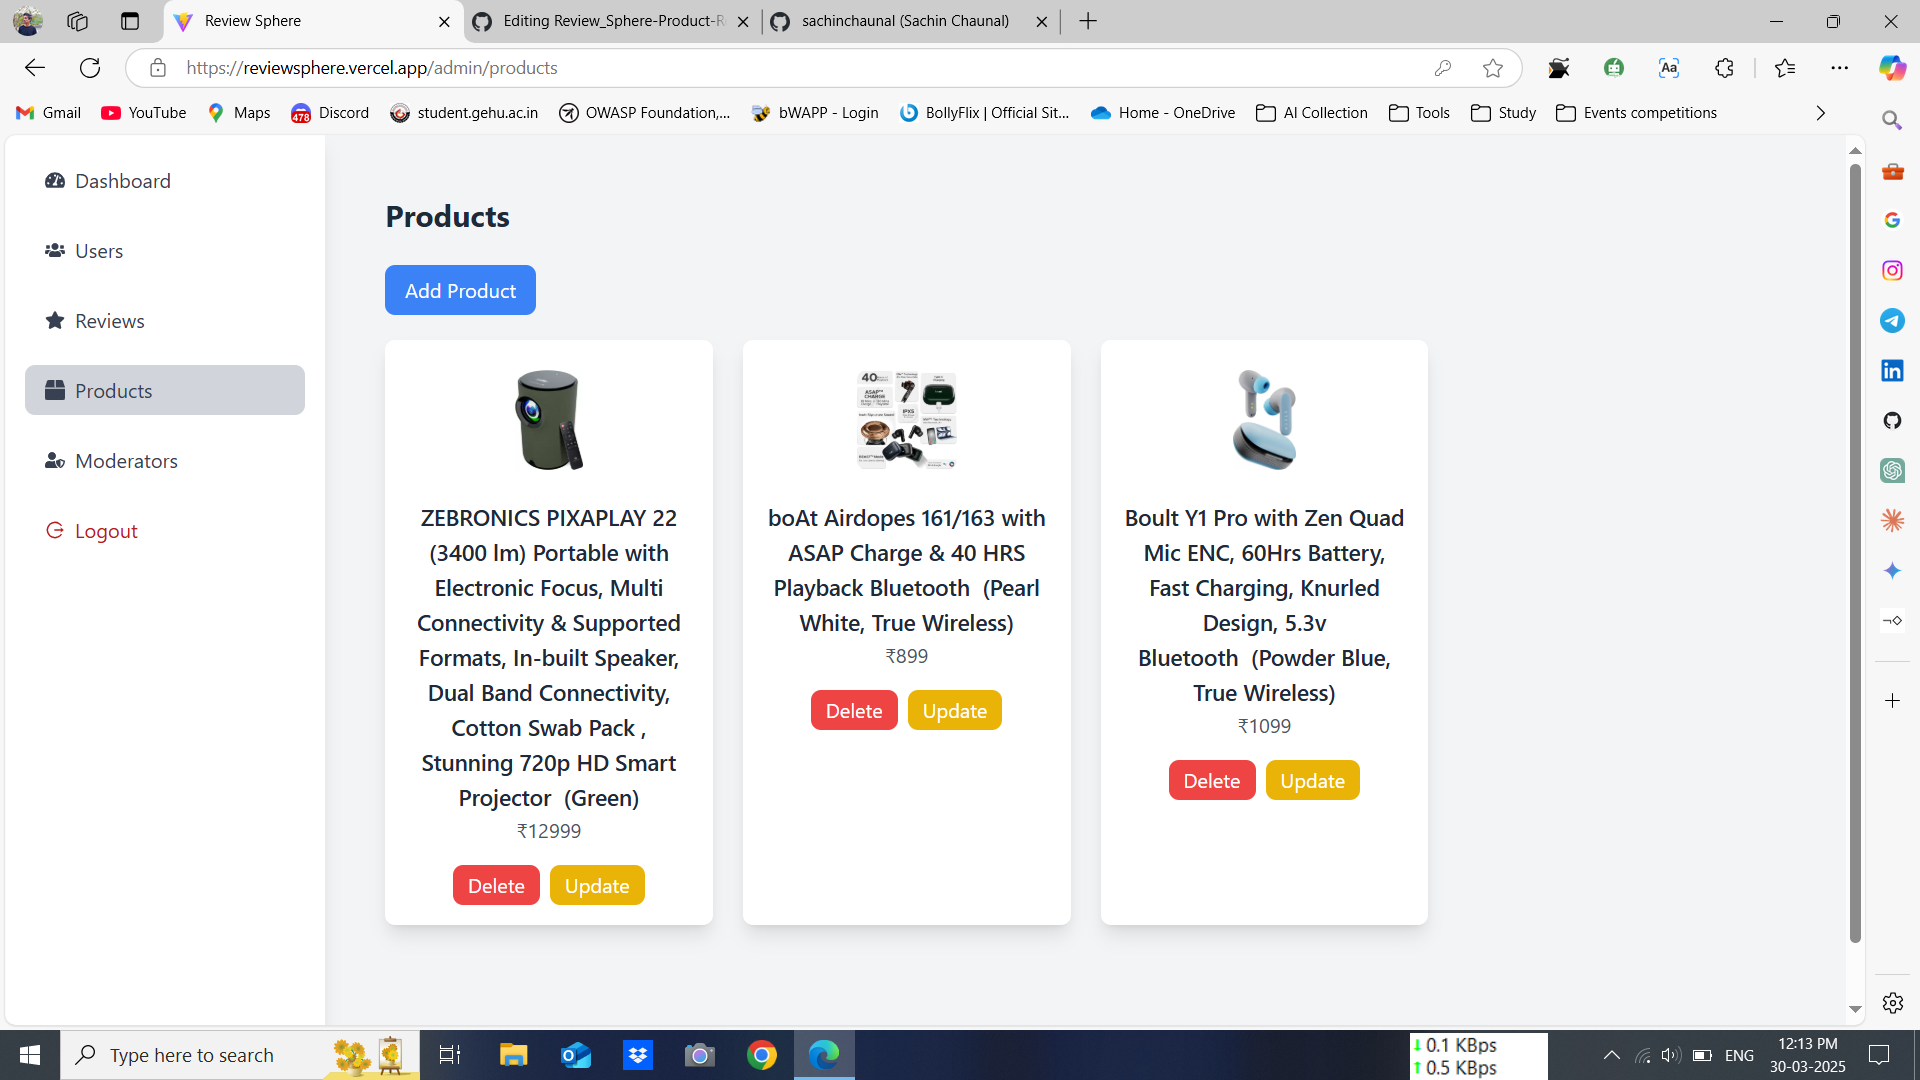 Review Sphere
Editing Review_Sphere-Product-R
sachinchaunal (Sachin Chaunal)
https://reviewsphere.vercel.app/admin/products
Gmail
YouTube
Maps
478
Discord
student.gehu.ac.in
OWASP Foundation,...
bWAPP - Login
BollyFlix | Official Sit...
Home - OneDrive
AI Collection
Tools
Study
Events competitions
Dashboard
Users
Reviews
Products
Moderators
Logout
Products
Add Product
ZEBRONICS PIXAPLAY 22
(3400 lm) Portable with
Electronic Focus, Multi
Connectivity & Supported
Formats, In-built Speaker,
Dual Band Connectivity,
Cotton Swab Pack ,
Stunning 720p HD Smart
Projector (Green)
₹12999
Delete Update
40
ASAP™
CHARGE
IPX5
boAt Airdopes 161/163 with
ASAP Charge & 40 HRS
Playback Bluetooth (Pearl
White, True Wireless)
₹899
Delete Update
Boult Y1 Pro with Zen Quad
Mic ENC, 60Hrs Battery,
Fast Charging, Knurled
Design, 5.3v
Bluetooth (Powder Blue,
True Wireless)
₹1099
Delete Update
Type here to search
0.1 KBps
0.5 KBps
ENG
12:13 PM
30-03-2025